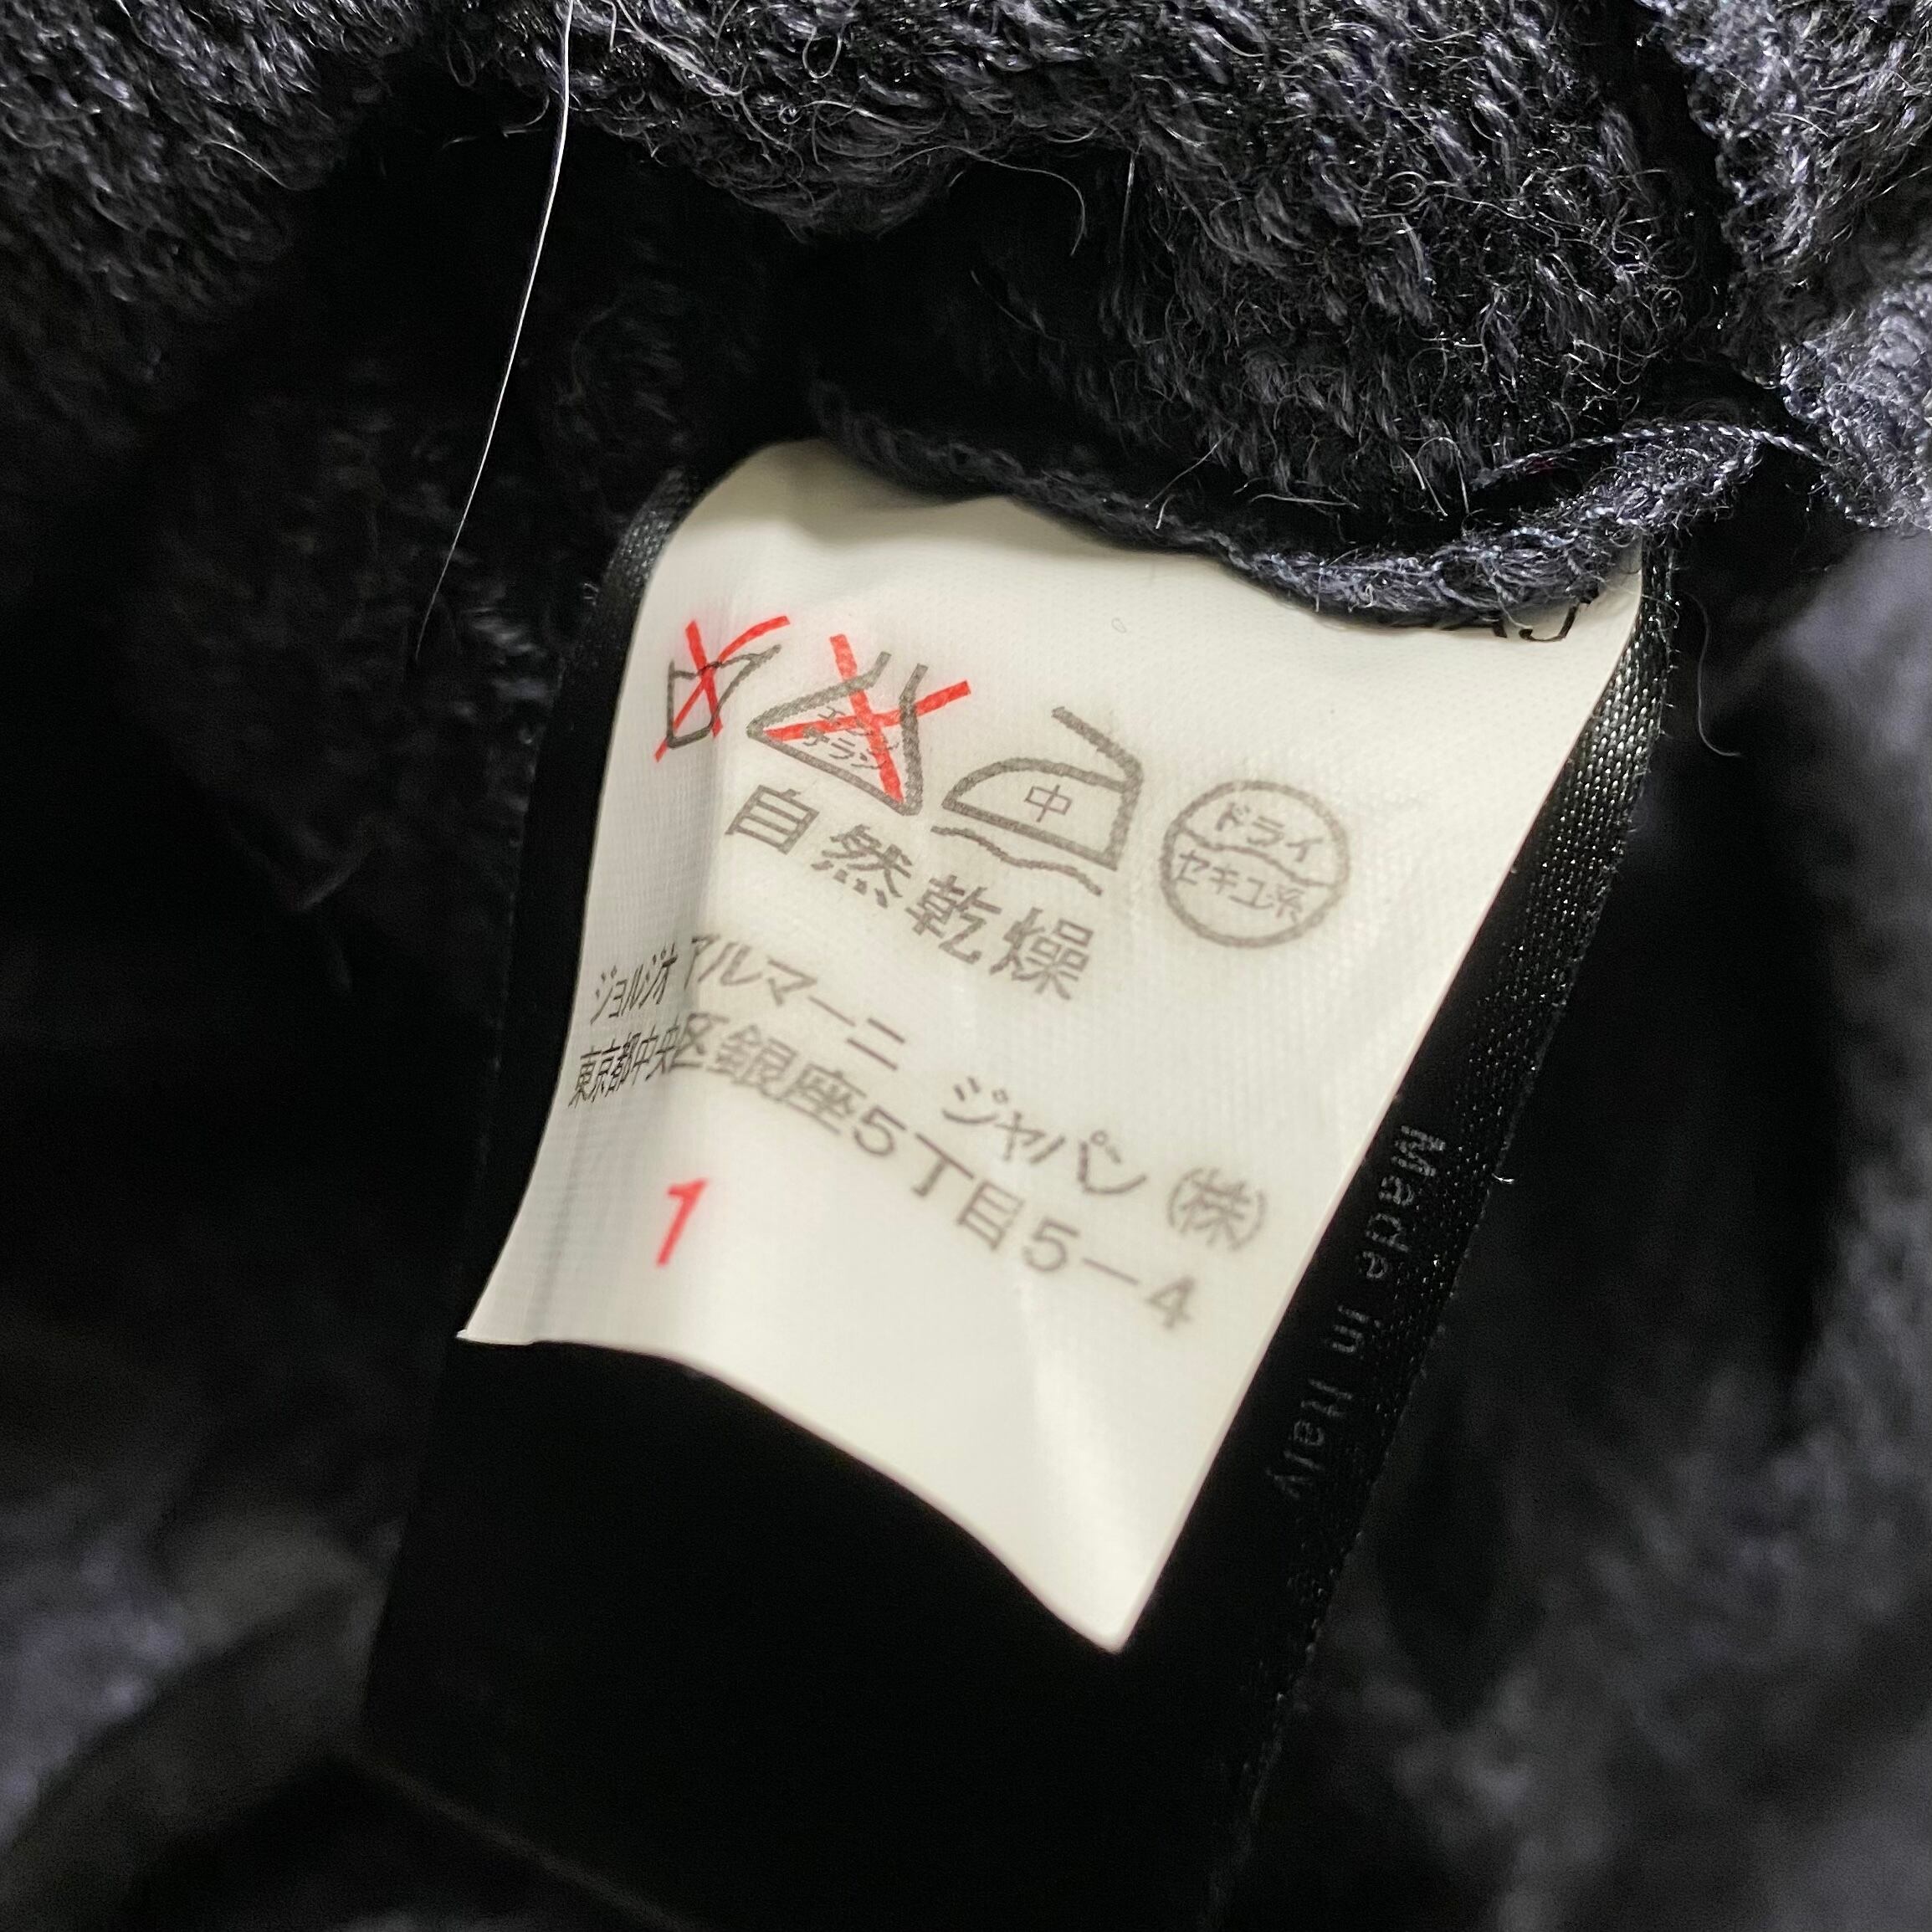 エンソ
サラシ
中
ドライ
セキユ系
自然乾燥
ジョルジオ アルマーニ ジャパン (株)
東京都中央区銀座5丁目5ー4
1
Made in Italy